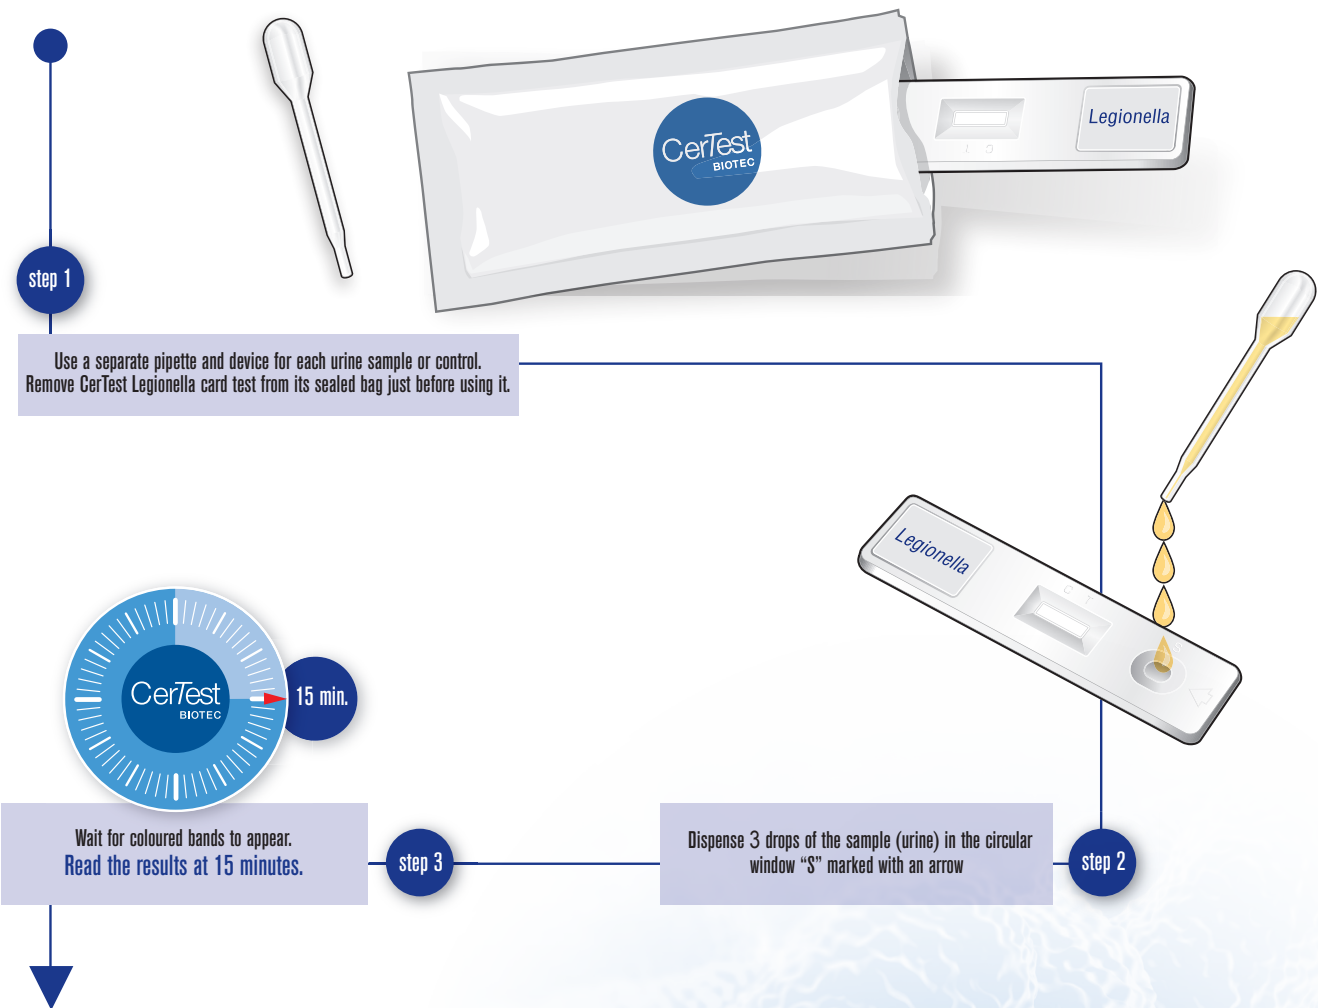 CerTest
BIOTEC
Legionella
C T
step 1
Use a separate pipette and device for each urine sample or control.
Remove CerTest Legionella card test from its sealed bag just before using it.
Legionella
C T
S
CerTest
BIOTEC
15 min.
Dispense 3 drops of the sample (urine) in the circular
window “S” marked with an arrow
step 2
Wait for coloured bands to appear.
Read the results at 15 minutes.
step 3